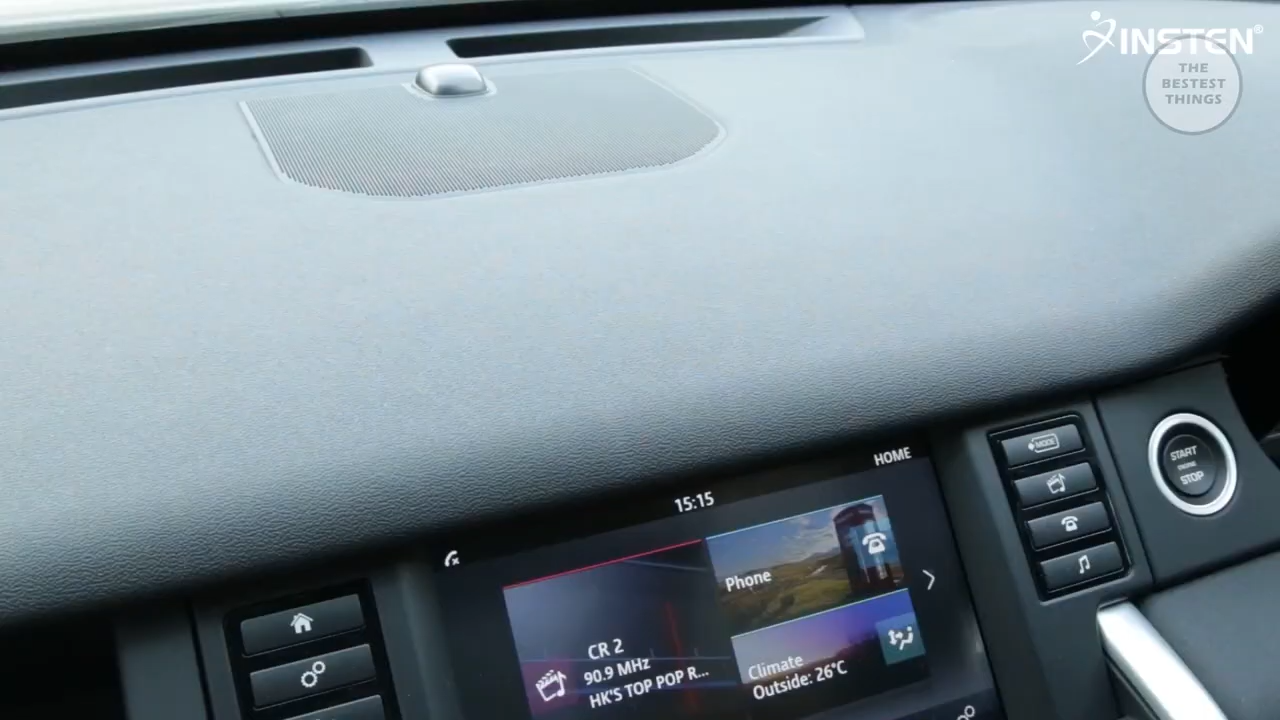 INSTEN®
THE
BESTEST
THINGS
HOME
15:15
MODE
START
ENGINE
STOP
Phone
CR 2
90.9 MHz
HK'S TOP POP R...
Climate
Outside: 26°C